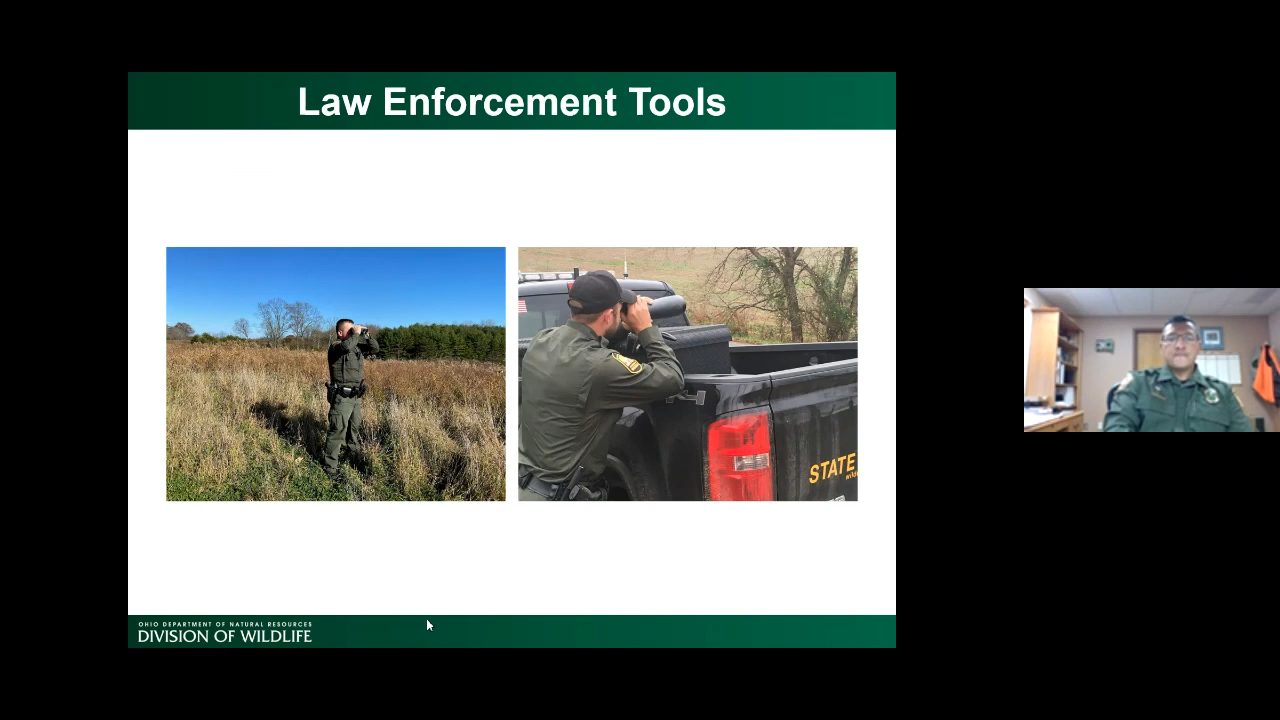 Law Enforcement Tools
STATE
OHIO DEPARTMENT OF NATURAL RESOURCES
DIVISION OF WILDLIFE